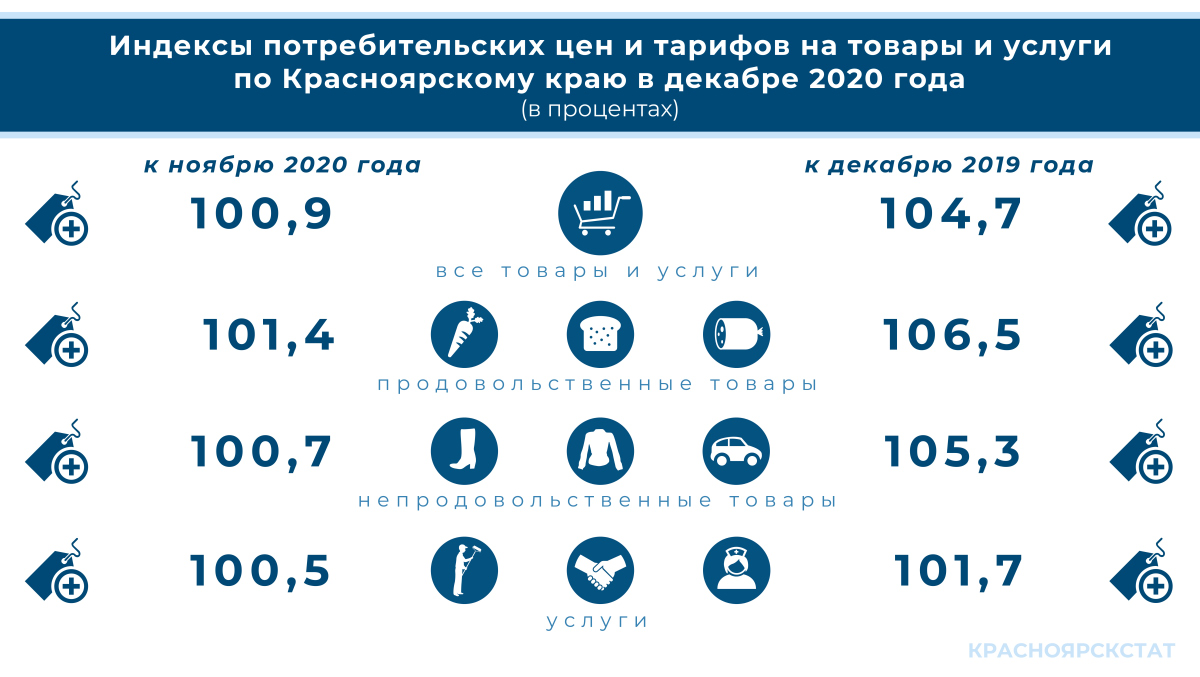 Индексы потребительских цен и тарифов на товары и услуги
по Красноярскому краю в декабре 2020 года
(в процентах)
к ноябрю 2020 года
к декабрю 2019 года
100,9
104,7
все товары и услуги
101,4
106,5
продовольственные товары
100,7
105,3
непродовольственные товары
100,5
101,7
услуги
КРАСНОЯРСКСТАТ